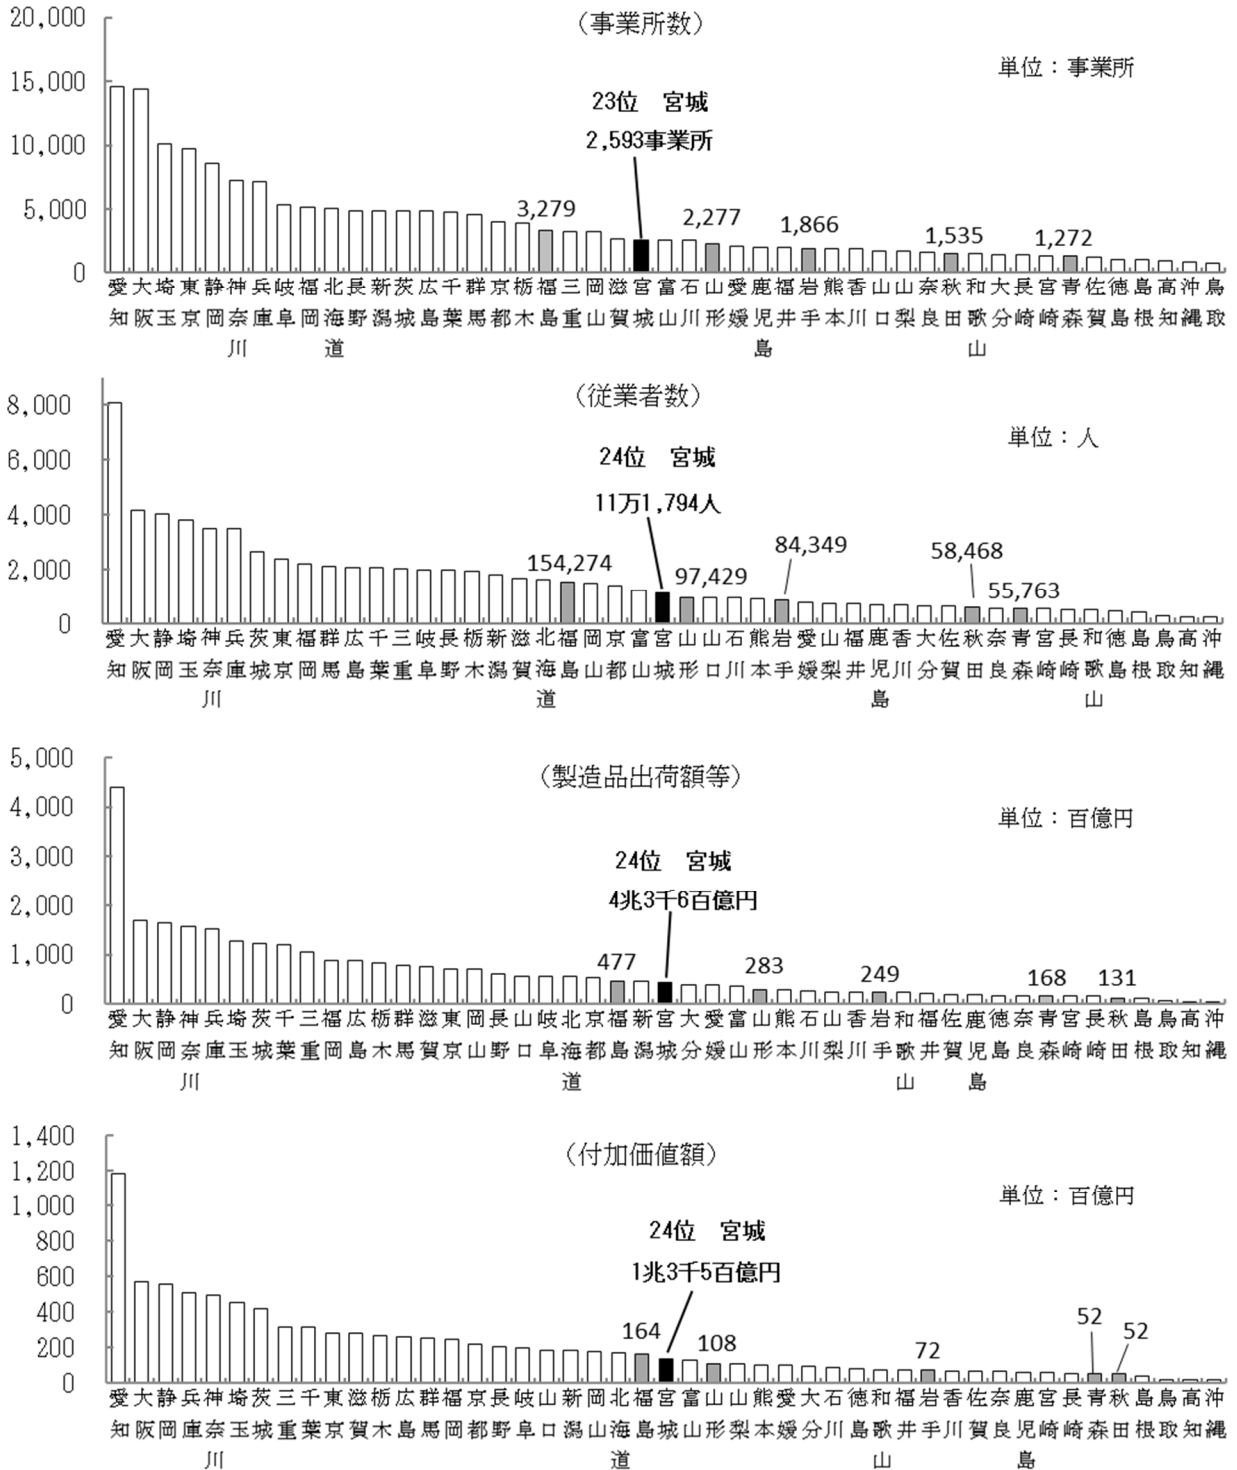 （事業所数）
単位：事業所
20,000
15,000
10,000
5,000
0
23位　宮城
2,593事業所
3,279
2,277
1,866
1,535
1,272
愛知 大阪 埼玉 東京 静岡 神奈川 兵庫 岐阜 福岡 北海道 長野 新潟 茨城 広島 千葉 群馬 京都 栃木 福島 三重 岡山 滋賀 宮城 富山 石川 山形 愛媛 鹿児島 福井 岩手 熊本 香川 山口 山梨 奈良 秋田 和歌山 大分 長崎 宮崎 青森 佐賀 徳島 島根 高知 沖縄 鳥取
（従業者数）
単位：人
8,000
6,000
4,000
2,000
0
24位　宮城
11万1,794人
154,274
97,429
84,349
58,468
55,763
愛知 大阪 静岡 埼玉 神奈川 兵庫 茨城 東京 福岡 群馬 広島 千葉 三重 岐阜 長野 栃木 新潟 滋賀 北海道 福島 岡山 京都 富山 宮城 山形 山口 石川 熊本 岩手 愛媛 山梨 福井 鹿児島 香川 大分 佐賀 秋田 奈良 青森 宮崎 長崎 和歌山 徳島 島根 鳥取 高知 沖縄
（製造品出荷額等）
単位：百億円
5,000
4,000
3,000
2,000
1,000
0
24位　宮城
4兆3千6百億円
477
283
249
168
131
愛知 大阪 静岡 神奈川 兵庫 埼玉 茨城 千葉 三重 福岡 広島 栃木 群馬 滋賀 東京 岡山 長野 山口 岐阜 北海道 京都 福島 新潟 宮城 大分 愛媛 富山 山形 熊本 石川 山梨 香川 岩手 和歌山 福井 佐賀 鹿児島 徳島 奈良 青森 宮崎 長崎 秋田 島根 鳥取 高知 沖縄
（付加価値額）
単位：百億円
1,400
1,200
1,000
800
600
400
200
0
24位　宮城
1兆3千5百億円
164
108
72
52
52
愛知 大阪 静岡 兵庫 神奈川 埼玉 茨城 三重 千葉 東京 滋賀 栃木 広島 群馬 福岡 京都 長野 岐阜 山口 新潟 岡山 北海道 福島 宮城 富山 山形 山梨 熊本 愛媛 大分 石川 徳島 和歌山 福井 岩手 香川 佐賀 奈良 鹿児島 宮崎 長崎 青森 秋田 島根 鳥取 高知 沖縄